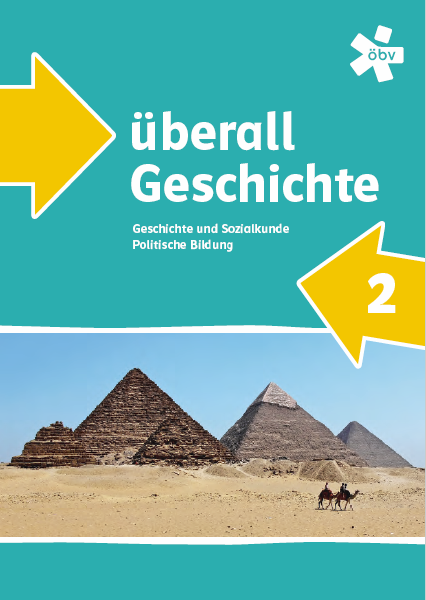 öbv
überall
Geschichte
Geschichte und Sozialkunde
Politische Bildung
2